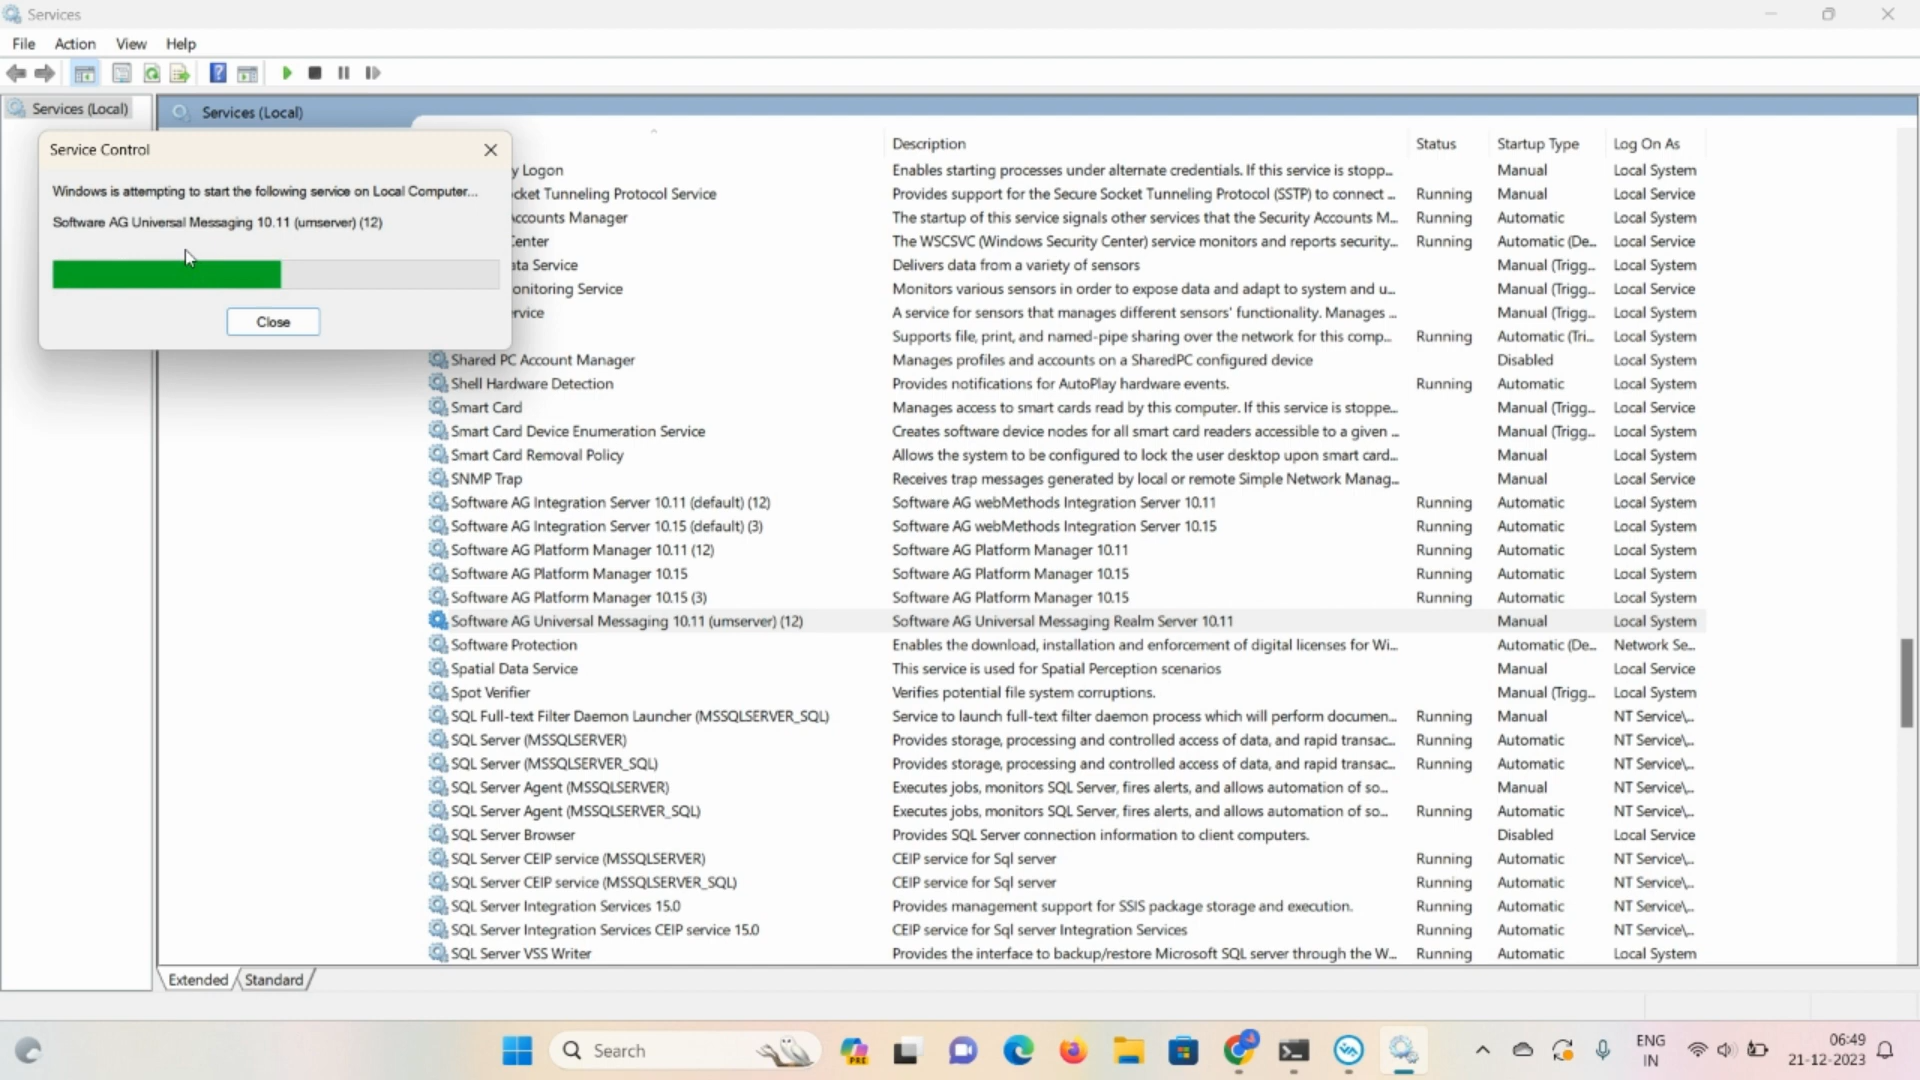 Services
File Action View Help
Services (Local)
Services (Local)
Service Control
Windows is attempting to start the following service on Local Computer...
Software AG Universal Messaging 10.11 (umserver) (12)
Close
Description Status Startup Type Log On As
y Logon Enables starting processes under alternate credentials. If this service is stopp... Manual Local System
ocket Tunneling Protocol Service Provides support for the Secure Socket Tunneling Protocol (SSTP) to connect ... Running Manual Local Service
Accounts Manager The startup of this service signals other services that the Security Accounts M... Running Automatic Local System
Center The WSCSVC (Windows Security Center) service monitors and reports security... Running Automatic (De... Local Service
ata Service Delivers data from a variety of sensors Manual (Trigg... Local System
onitoring Service Monitors various sensors in order to expose data and adapt to system and u... Manual (Trigg... Local Service
rvice A service for sensors that manages different sensors' functionality. Manages ... Manual (Trigg... Local System
Supports file, print, and named-pipe sharing over the network for this comp... Running Automatic (Tri... Local System
Shared PC Account Manager Manages profiles and accounts on a SharedPC configured device Disabled Local System
Shell Hardware Detection Provides notifications for AutoPlay hardware events. Running Automatic Local System
Smart Card Manages access to smart cards read by this computer. If this service is stoppe... Manual (Trigg... Local Service
Smart Card Device Enumeration Service Creates software device nodes for all smart card readers accessible to a given ... Manual (Trigg... Local System
Smart Card Removal Policy Allows the system to be configured to lock the user desktop upon smart card... Manual Local System
SNMP Trap Receives trap messages generated by local or remote Simple Network Manag... Manual Local Service
Software AG Integration Server 10.11 (default) (12) Software AG webMethods Integration Server 10.11 Running Automatic Local System
Software AG Integration Server 10.15 (default) (3) Software AG webMethods Integration Server 10.15 Running Automatic Local System
Software AG Platform Manager 10.11 (12) Software AG Platform Manager 10.11 Running Automatic Local System
Software AG Platform Manager 10.15 Software AG Platform Manager 10.15 Running Automatic Local System
Software AG Platform Manager 10.15 (3) Software AG Platform Manager 10.15 Running Automatic Local System
Software AG Universal Messaging 10.11 (umserver) (12) Software AG Universal Messaging Realm Server 10.11 Manual Local System
Software Protection Enables the download, installation and enforcement of digital licenses for Wi... Automatic (De... Network Se...
Spatial Data Service This service is used for Spatial Perception scenarios Manual Local Service
Spot Verifier Verifies potential file system corruptions. Manual (Trigg... Local System
SQL Full-text Filter Daemon Launcher (MSSQLSERVER_SQL) Service to launch full-text filter daemon process which will perform documen... Running Manual NT Service\...
SQL Server (MSSQLSERVER) Provides storage, processing and controlled access of data, and rapid transac... Running Automatic NT Service\...
SQL Server (MSSQLSERVER_SQL) Provides storage, processing and controlled access of data, and rapid transac... Running Automatic NT Service\...
SQL Server Agent (MSSQLSERVER) Executes jobs, monitors SQL Server, fires alerts, and allows automation of so... Manual NT Service\...
SQL Server Agent (MSSQLSERVER_SQL) Executes jobs, monitors SQL Server, fires alerts, and allows automation of so... Running Automatic NT Service\...
SQL Server Browser Provides SQL Server connection information to client computers. Disabled Local Service
SQL Server CEIP service (MSSQLSERVER) CEIP service for Sql server Running Automatic NT Service\...
SQL Server CEIP service (MSSQLSERVER_SQL) CEIP service for Sql server Running Automatic NT Service\...
SQL Server Integration Services 15.0 Provides management support for SSIS package storage and execution. Running Automatic NT Service\...
SQL Server Integration Services CEIP service 15.0 CEIP service for Sql server Integration Services Running Automatic NT Service\...
SQL Server VSS Writer Provides the interface to backup/restore Microsoft SQL server through the W... Running Automatic Local System
Extended Standard
Search
PRE
ENG
IN
06:49
21-12-2023